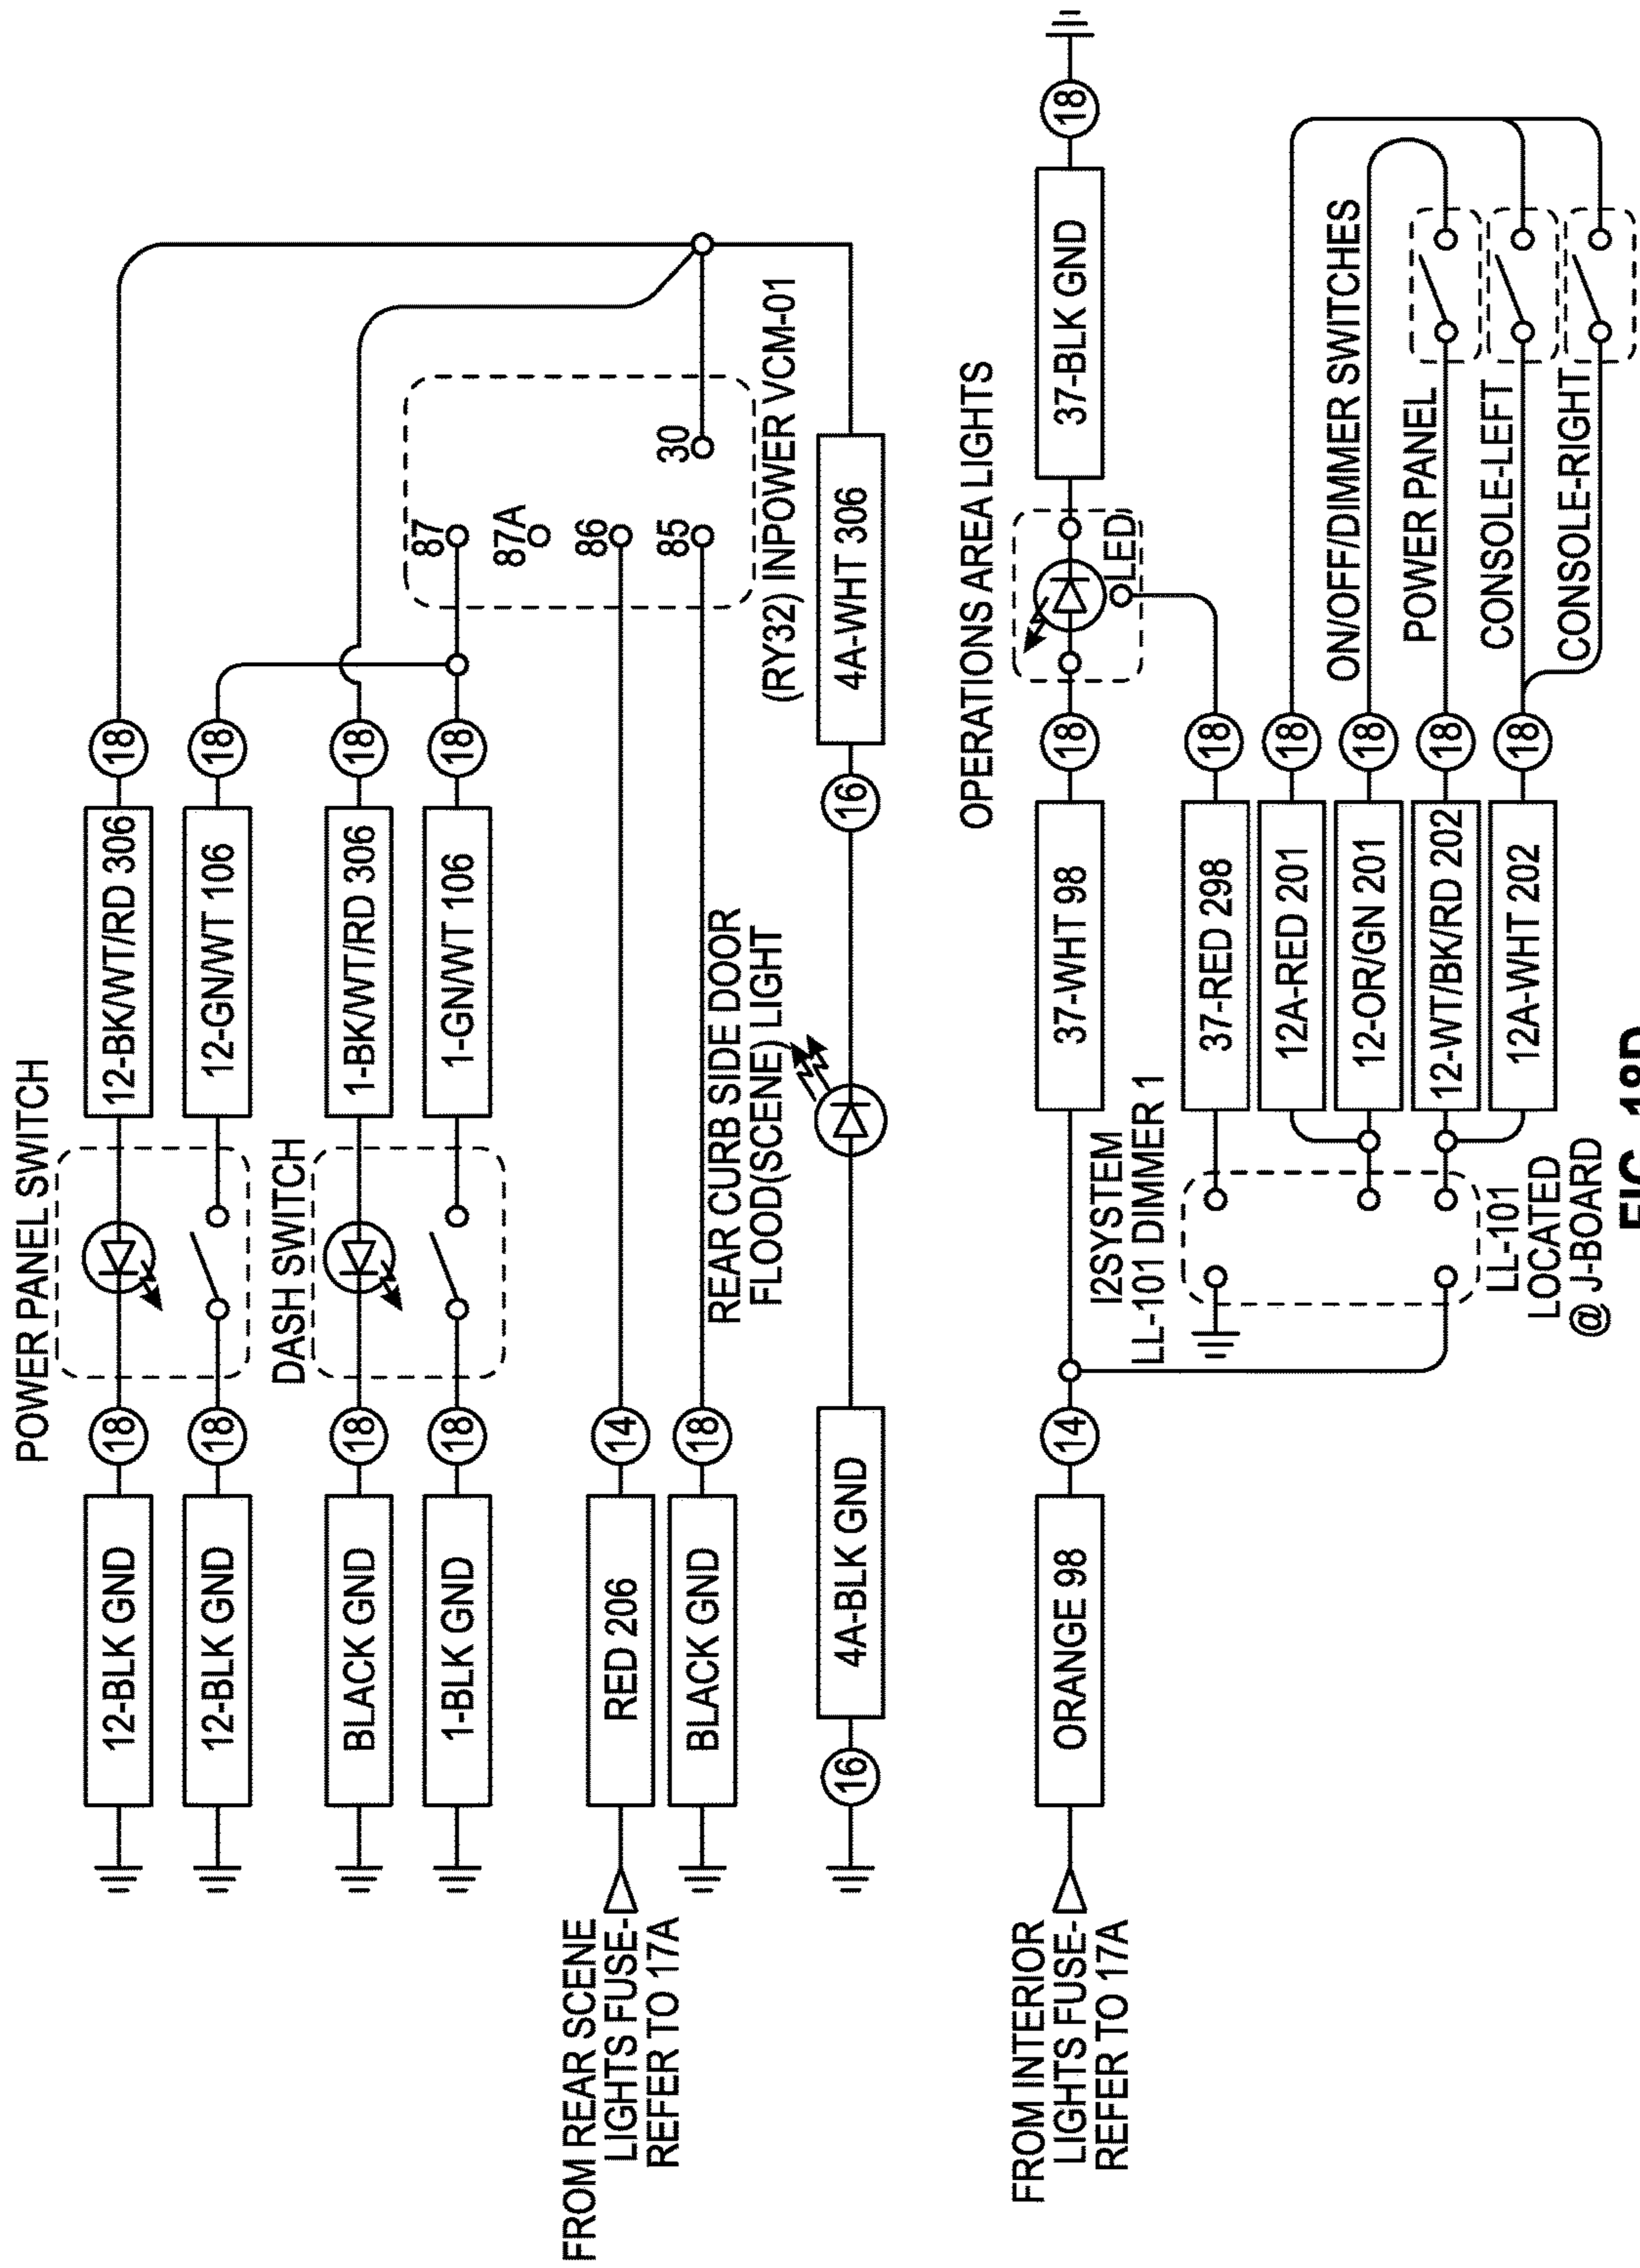 POWER PANEL SWITCH
12-BLK GND
18
18
12-BK/WT/RD 306
18
12-BLK GND
18
12-GN/WT 106
18
DASH SWITCH
BLACK GND
18
1-BK/WT/RD 306
18
1-BLK GND
18
1-GN/WT 106
18
87
87A
86
85
30
(RY32) INPOWER VCM-01
FROM REAR SCENE
LIGHTS FUSE-
REFER TO 17A
RED 206
14
BLACK GND
18
REAR CURB SIDE DOOR
FLOOD(SCENE) LIGHT
16
4A-BLK GND
16
4A-WHT 306
OPERATIONS AREA LIGHTS
FROM INTERIOR
LIGHTS FUSE-
REFER TO 17A
ORANGE 98
14
37-WHT 98
18
LED
37-BLK GND
18
I2SYSTEM
LL-101 DIMMER 1
37-RED 298
18
12A-RED 201
18
12-OR/GN 201
18
12-WT/BK/RD 202
18
12A-WHT 202
18
ON/OFF/DIMMER SWITCHES
POWER PANEL
CONSOLE-LEFT
CONSOLE-RIGHT
LL-101
LOCATED
@ J-BOARD